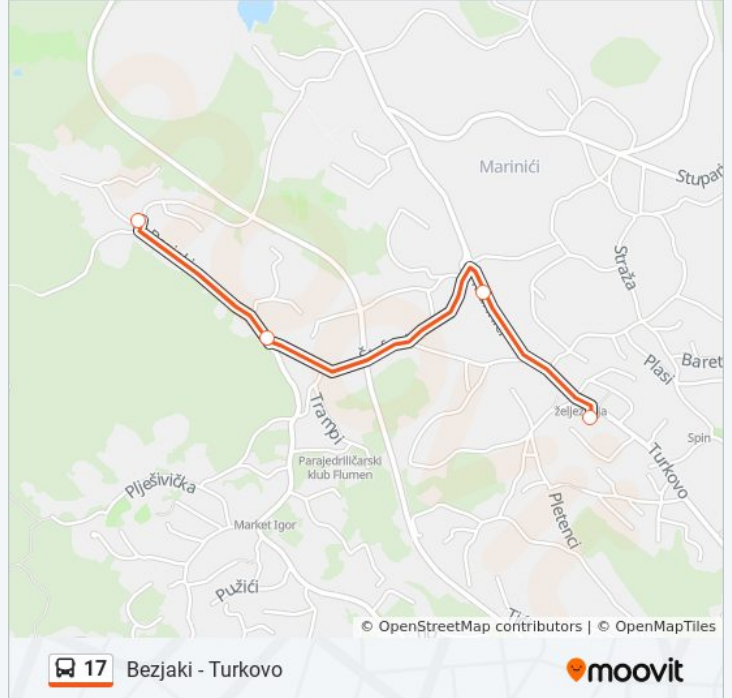 Marinići
Stupari
Straža
Plasi
Baret
Spin
Trampi
Turkovo
Parajedriličarski
klub Flumen
Plješivička
Pletenci
Market Igor
Pužići
© OpenStreetMap contributors | © OpenMapTiles
17 Bezjaki - Turkovo
moovit